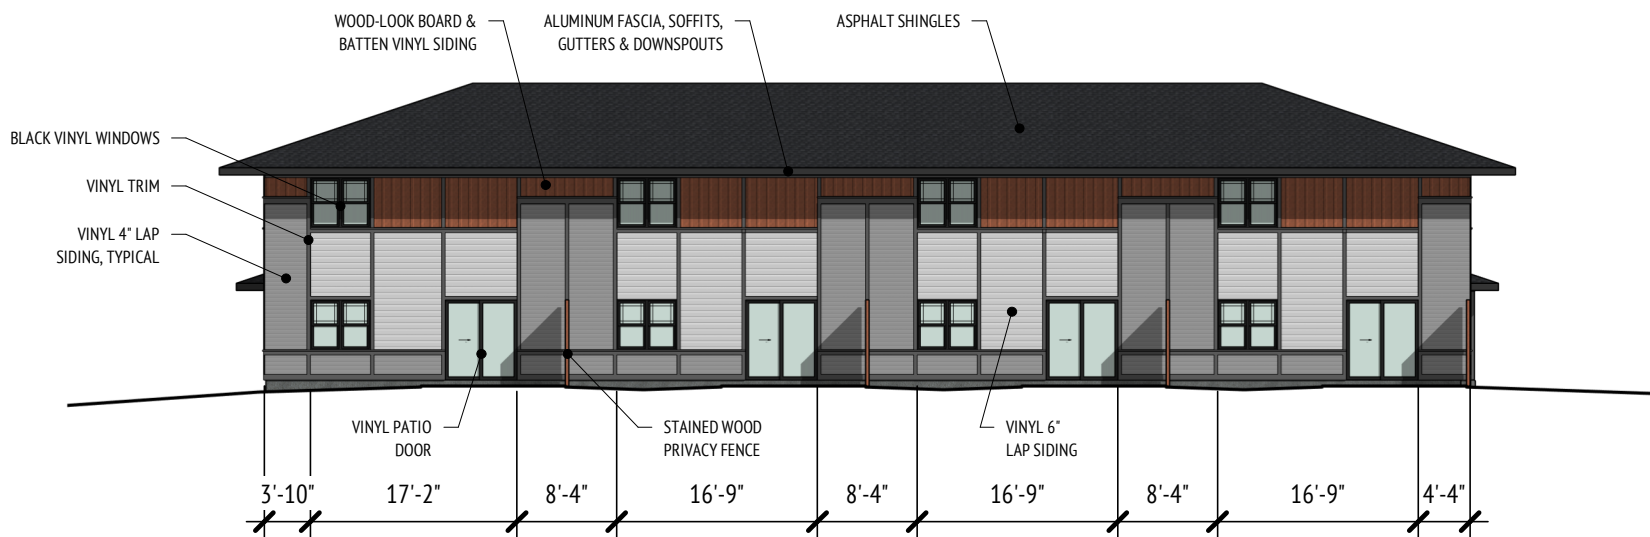 WOOD-LOOK BOARD &
BATTEN VINYL SIDING
ALUMINUM FASCIA, SOFFITS,
GUTTERS & DOWNSPOUTS
ASPHALT SHINGLES
BLACK VINYL WINDOWS
VINYL TRIM
VINYL 4" LAP
SIDING, TYPICAL
VINYL PATIO
DOOR
STAINED WOOD
PRIVACY FENCE
VINYL 6"
LAP SIDING
3'-10" 17'-2" 8'-4" 16'-9" 8'-4" 16'-9" 8'-4" 16'-9" 4'-4"